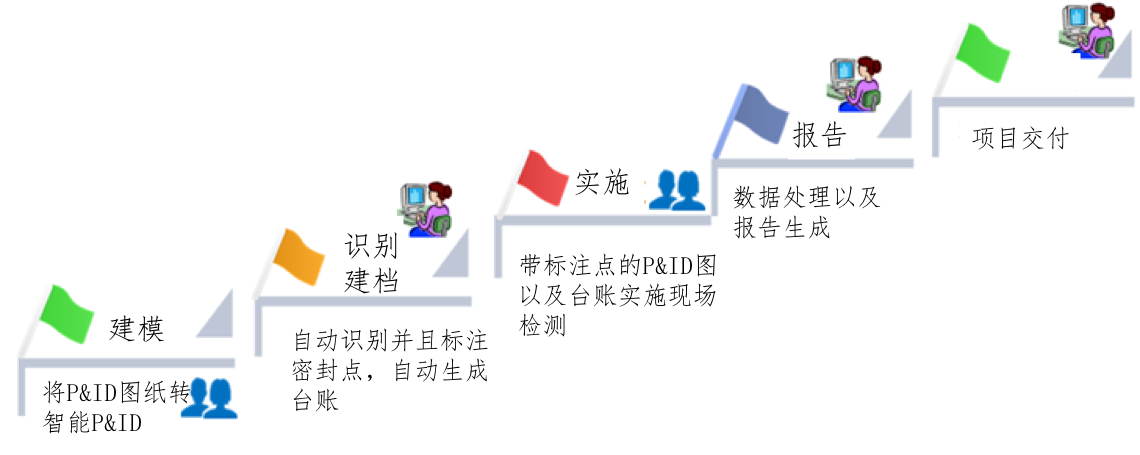 建模
将P&ID图纸转
智能P&ID
识别
建档
自动识别并且标注
密封点，自动生成
台账
实施
带标注点的P&ID图
以及台账实施现场
检测
报告
数据处理以及
报告生成
项目交付